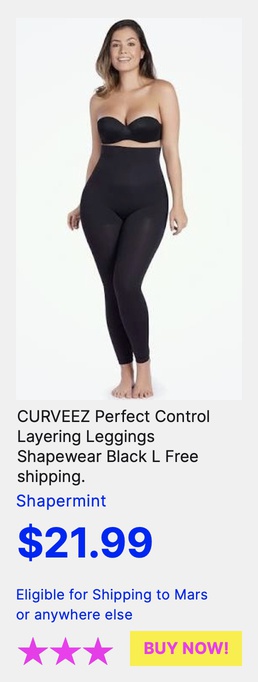 CURVEEZ Perfect Control
Layering Leggings
Shapewear Black L Free
shipping.
Shapermint
$21.99
Eligible for Shipping to Mars
or anywhere else
BUY NOW!